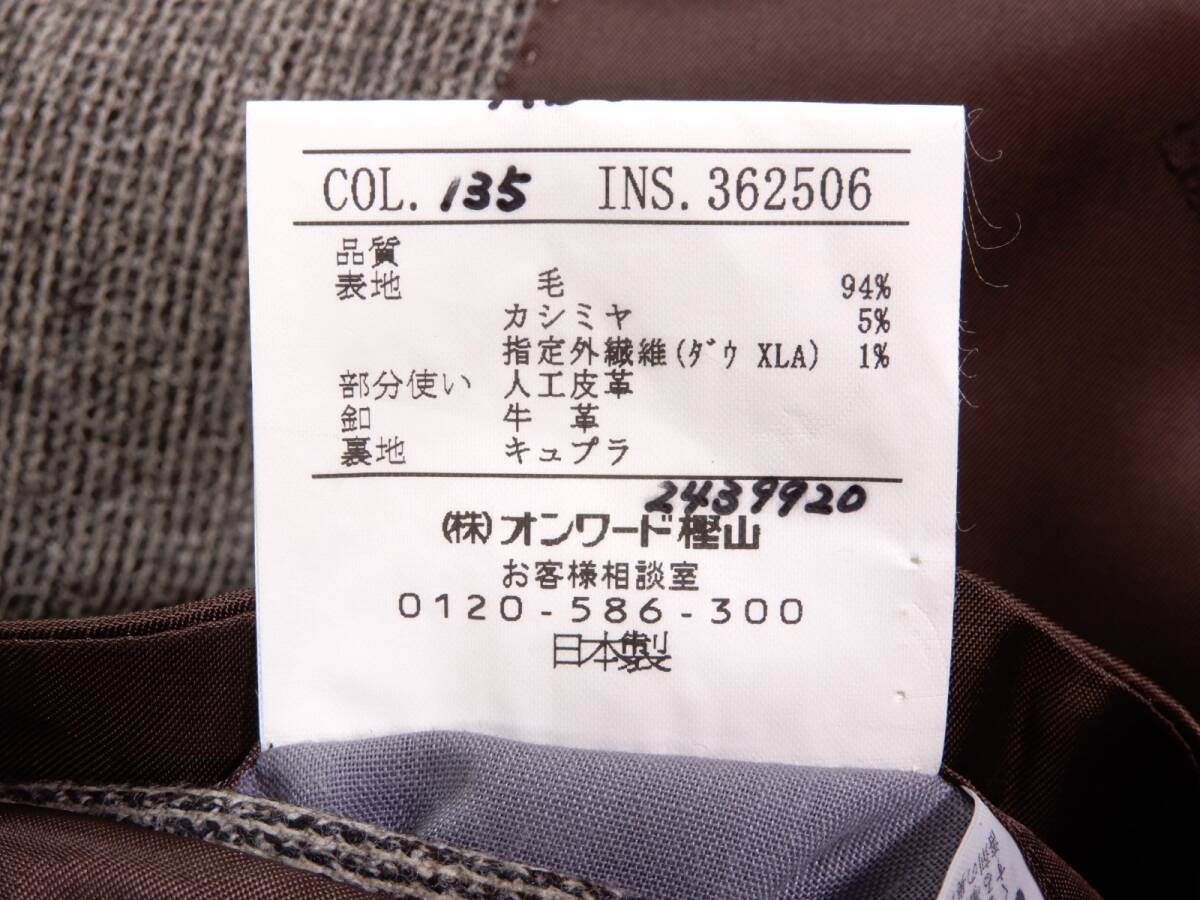 COL. 135 INS. 362506
品質
表地 毛 94%
カシミヤ 5%
指定外繊維(ダウ XLA) 1%
部分使い 人工皮革
釦 牛 革
裏地 キュプラ
2439920
(株)オンワード樫山
お客様相談室
0120-586-300
日本製